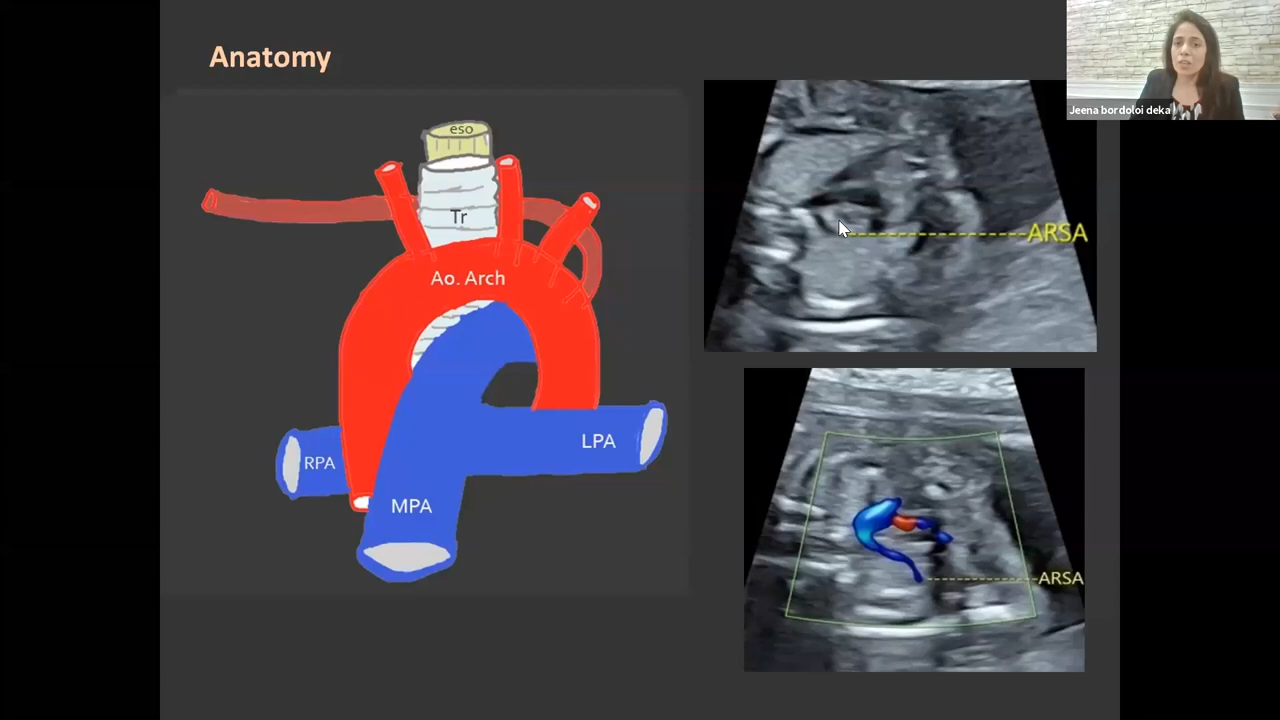 Anatomy
eso
Tr
Ao. Arch
RPA
LPA
MPA
ARSA
ARSA
Jeena bordoloi deka